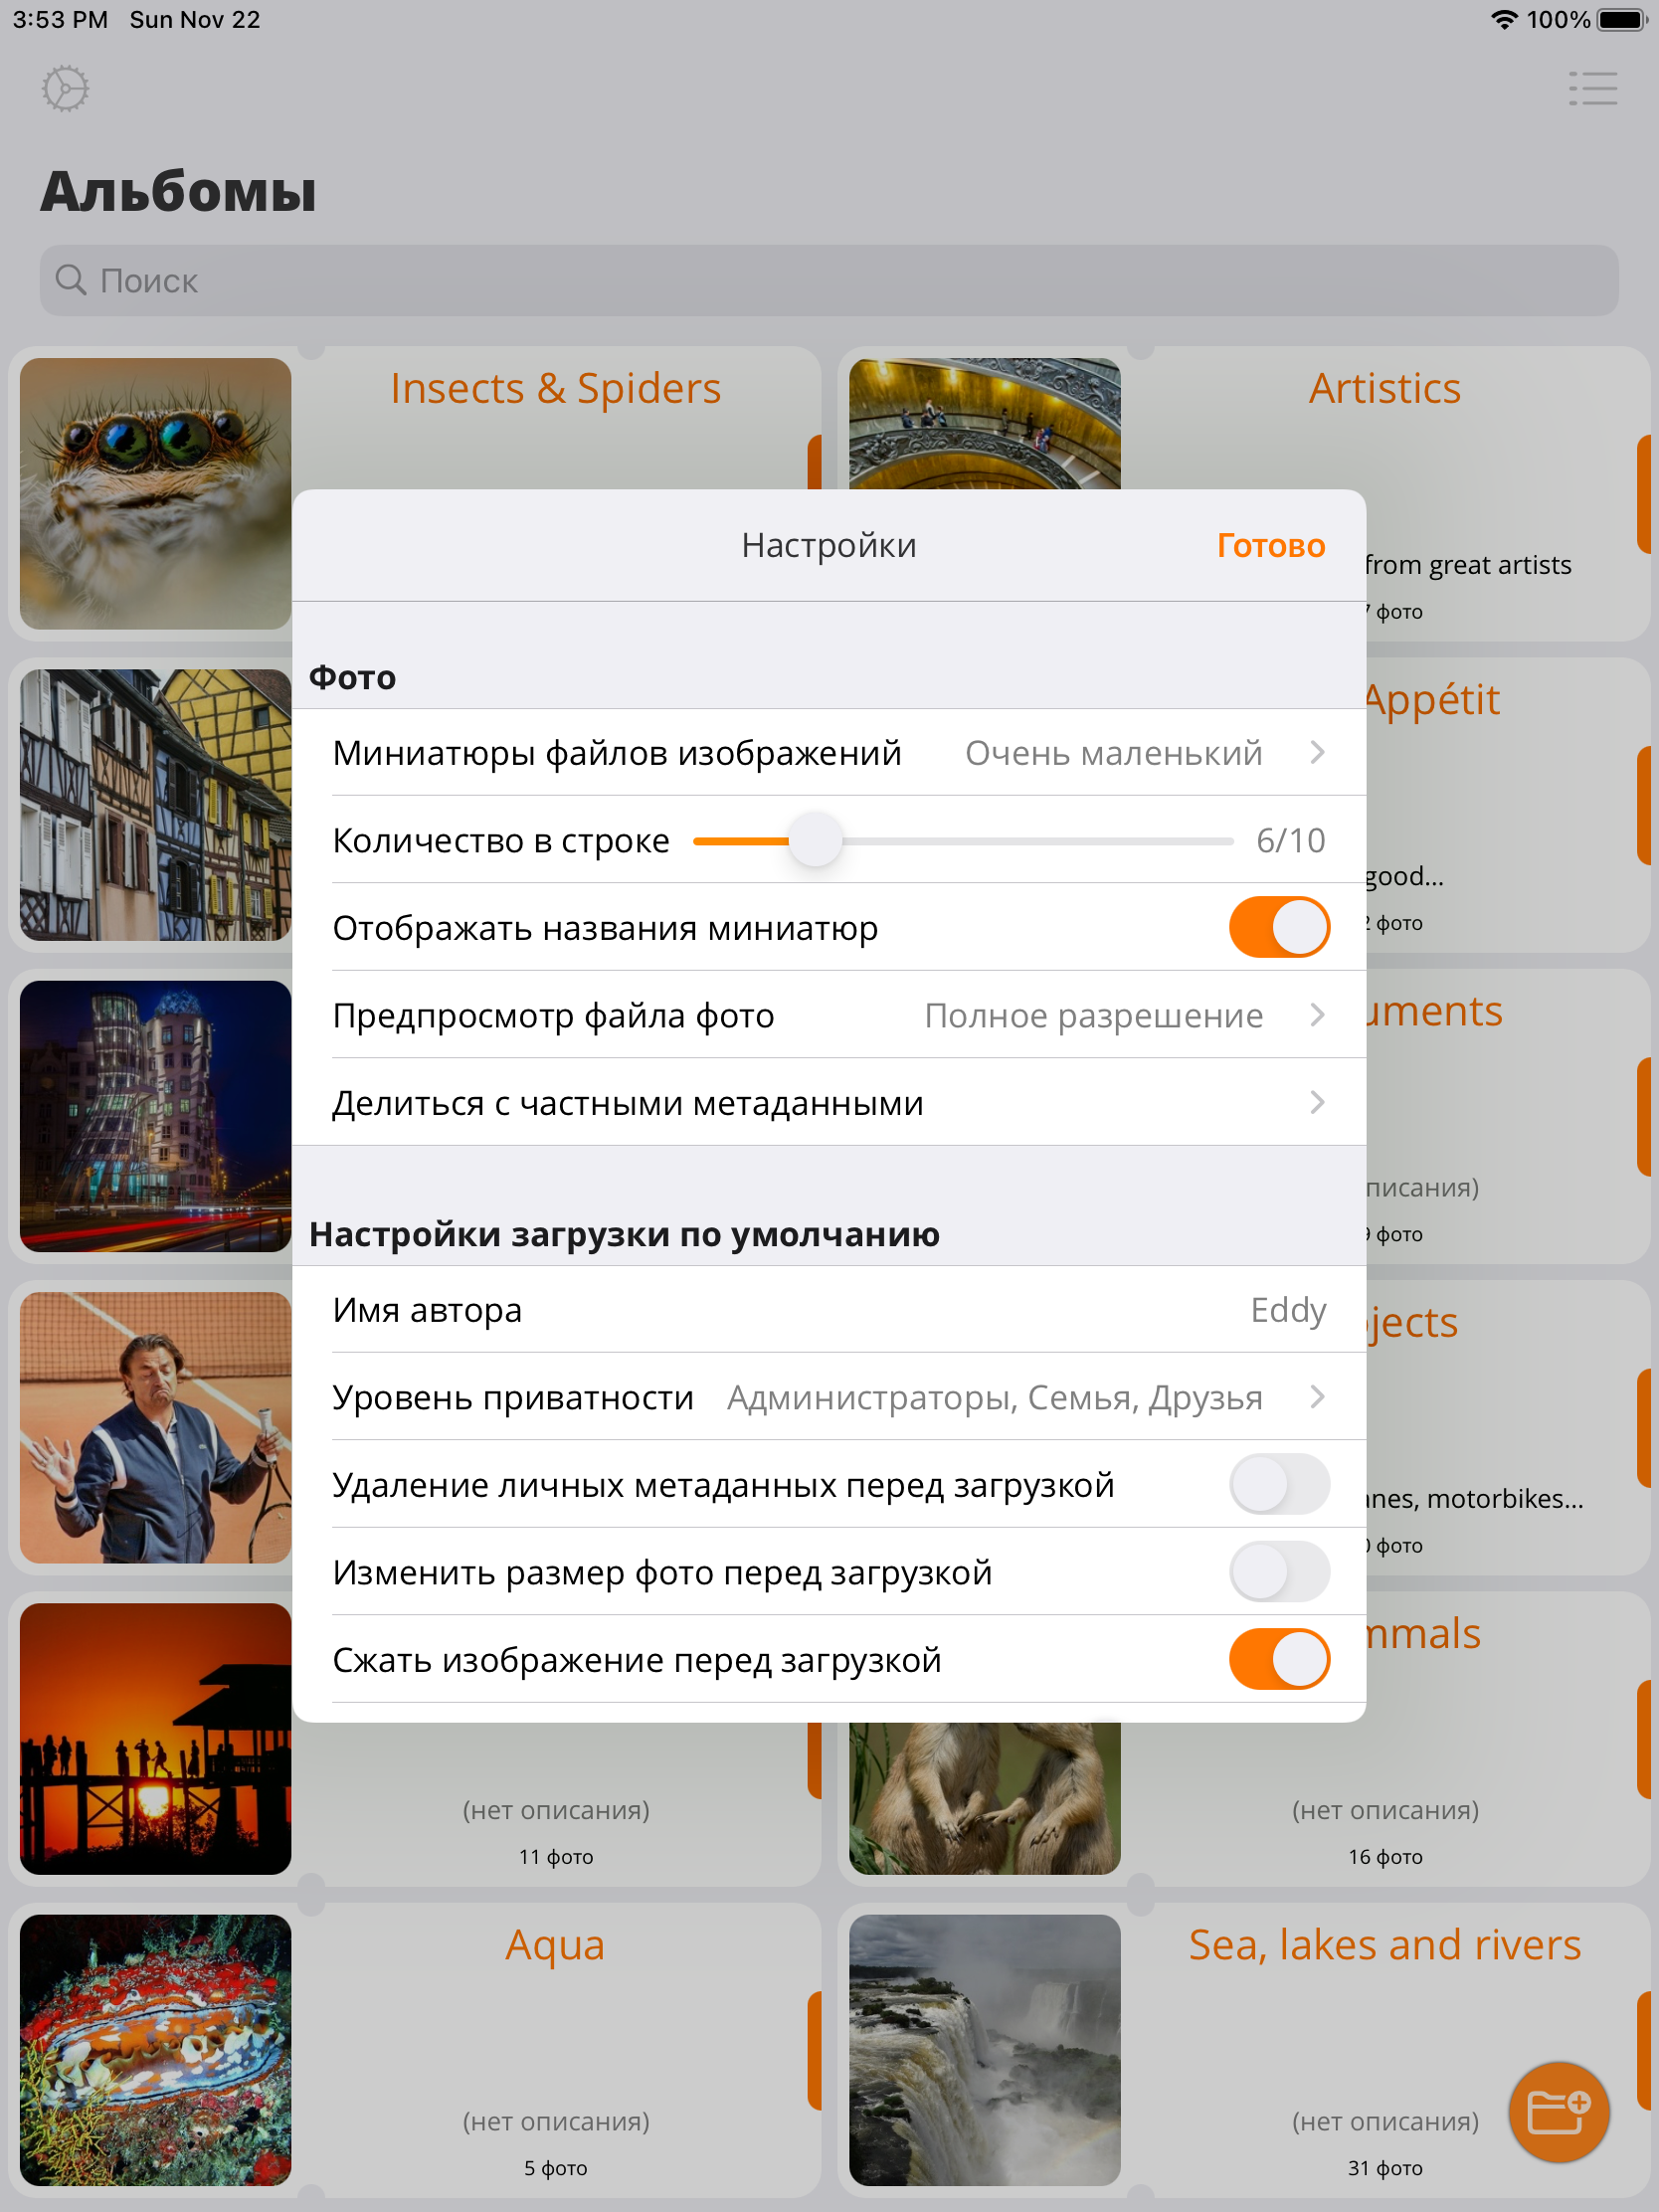 3:53 PM Sun Nov 22 100%
Альбомы
Поиск
Insects & Spiders
Artistics
from great artists
фото
Настройки
Готово
Фото
Миниатюры файлов изображений Очень маленький
Количество в строке 6/10
Отображать названия миниатюр
Предпросмотр файла фото Полное разрешение
Делиться с частными метаданными
Настройки загрузки по умолчанию
Имя автора Eddy
Уровень приватности Администраторы, Семья, Друзья
Удаление личных метаданных перед загрузкой
Изменить размер фото перед загрузкой
Сжать изображение перед загрузкой
Appétit
good...
фото
uments
писания)
фото
jects
anes, motorbikes...
фото
mmals
(нет описания)
11 фото
(нет описания)
16 фото
Aqua
(нет описания)
5 фото
Sea, lakes and rivers
(нет описания)
31 фото